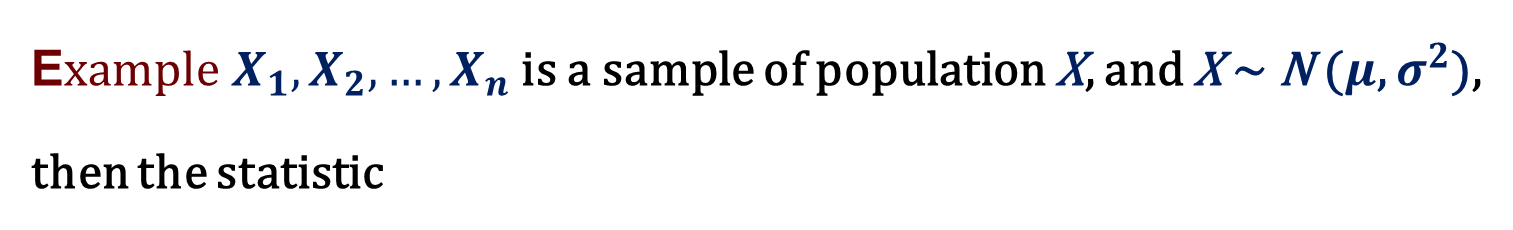 Example X₁, X₂, … , Xₙ is a sample of population X, and X~ N(μ, σ²),
then the statistic